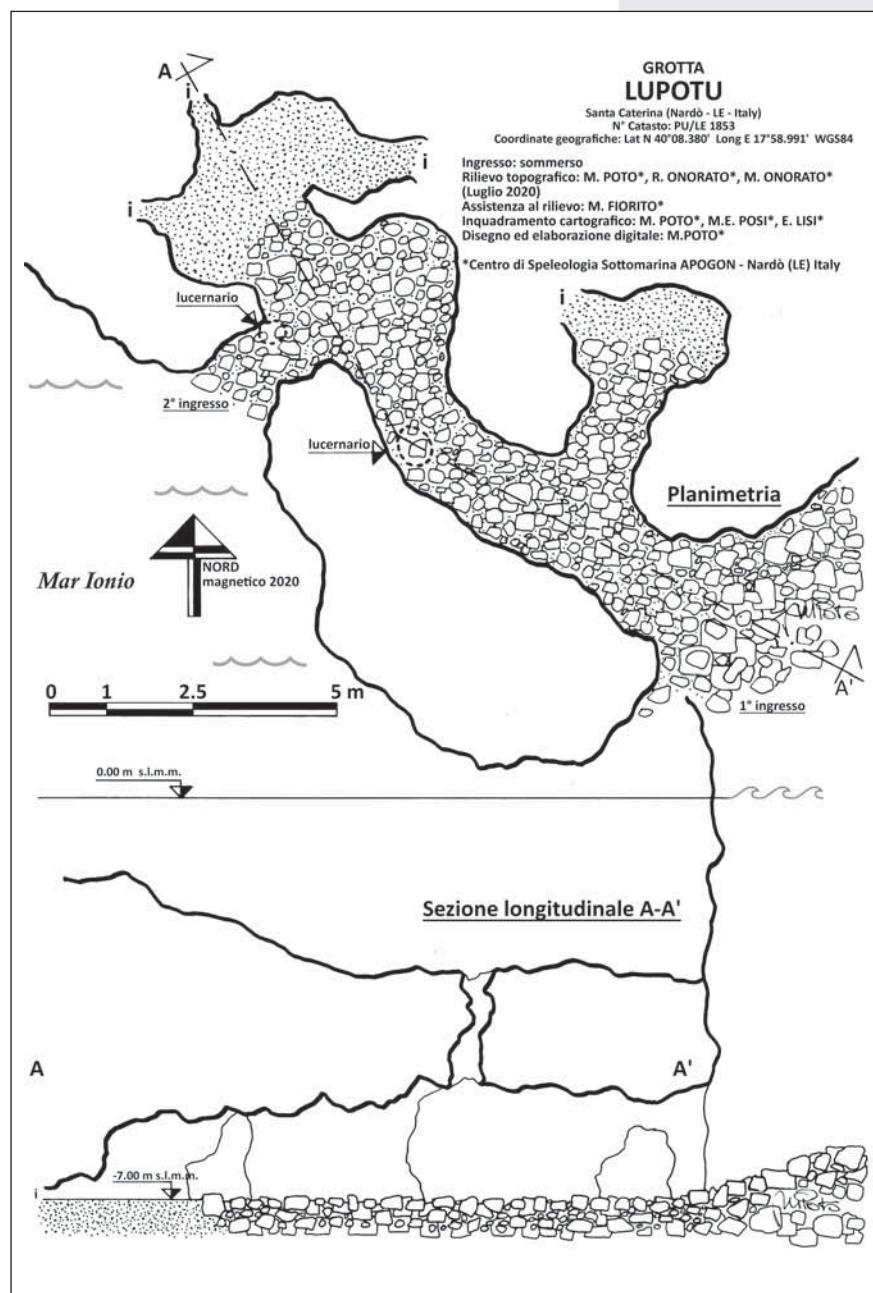 GROTTA
LUPOTU
Santa Caterina (Nardò - LE - Italy)
N° Catasto: PU/LE 1853
Coordinate geografiche: Lat N 40°08.380' Long E 17°58.991' WGS84
Ingresso: sommerso
Rilievo topografico: M. POTO*, R. ONORATO*, M. ONORATO*
(Luglio 2020)
Assistenza al rilievo: M. FIORITO*
Inquadramento cartografico: M. POTO*, M.E. POSI*, E. LISI*
Disegno ed elaborazione digitale: M.POTO*
*Centro di Speleologia Sottomarina APOGON - Nardò (LE) Italy
A
i
i
i
lucernario
i
2° ingresso
lucernario
Planimetria
NORD
magnetico 2020
Mar Ionio
MPoto
A'
0 1 2.5 5 m
1° ingresso
0.00 m s.l.m.m.
Sezione longitudinale A-A'
A
A'
-7.00 m s.l.m.m.
i
MPoto